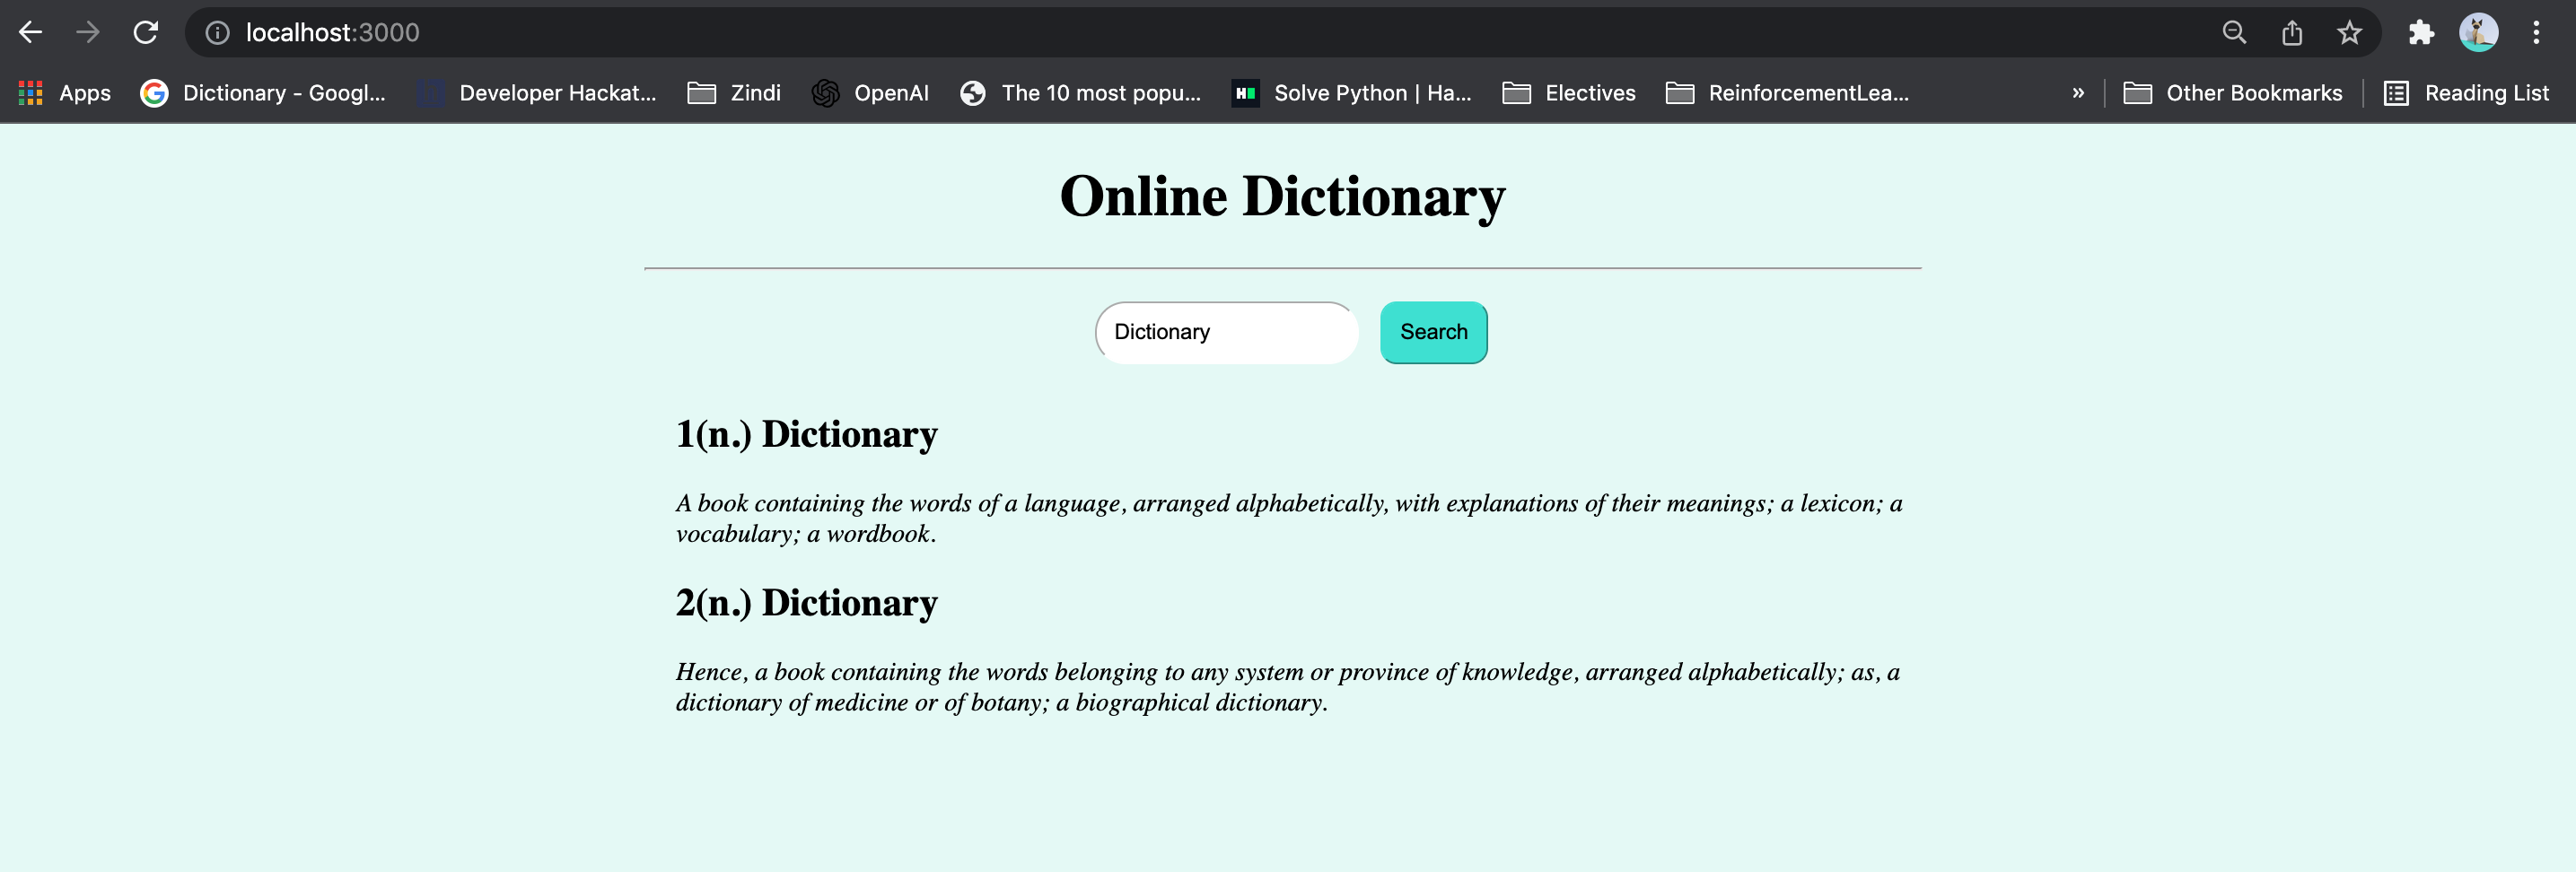 localhost:3000
Apps Dictionary - Googl... Developer Hackat... Zindi OpenAI The 10 most popu... H Solve Python | Ha... Electives ReinforcementLea... » Other Bookmarks Reading List
Online Dictionary
Dictionary Search
1(n.) Dictionary
A book containing the words of a language, arranged alphabetically, with explanations of their meanings; a lexicon; a
vocabulary; a wordbook.
2(n.) Dictionary
Hence, a book containing the words belonging to any system or province of knowledge, arranged alphabetically; as, a
dictionary of medicine or of botany; a biographical dictionary.